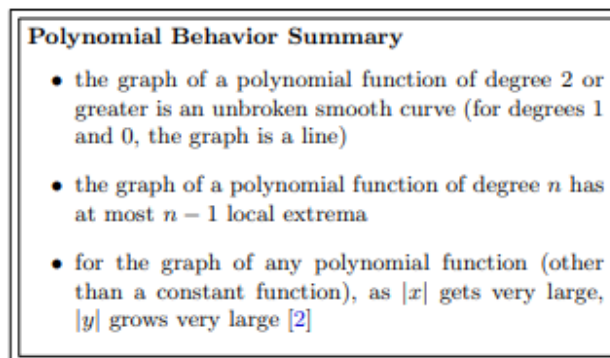 Polynomial Behavior Summary
• the graph of a polynomial function of degree 2 or
greater is an unbroken smooth curve (for degrees 1
and 0, the graph is a line)
• the graph of a polynomial function of degree n has
at most n − 1 local extrema
• for the graph of any polynomial function (other
than a constant function), as |x| gets very large,
|y| grows very large [2]